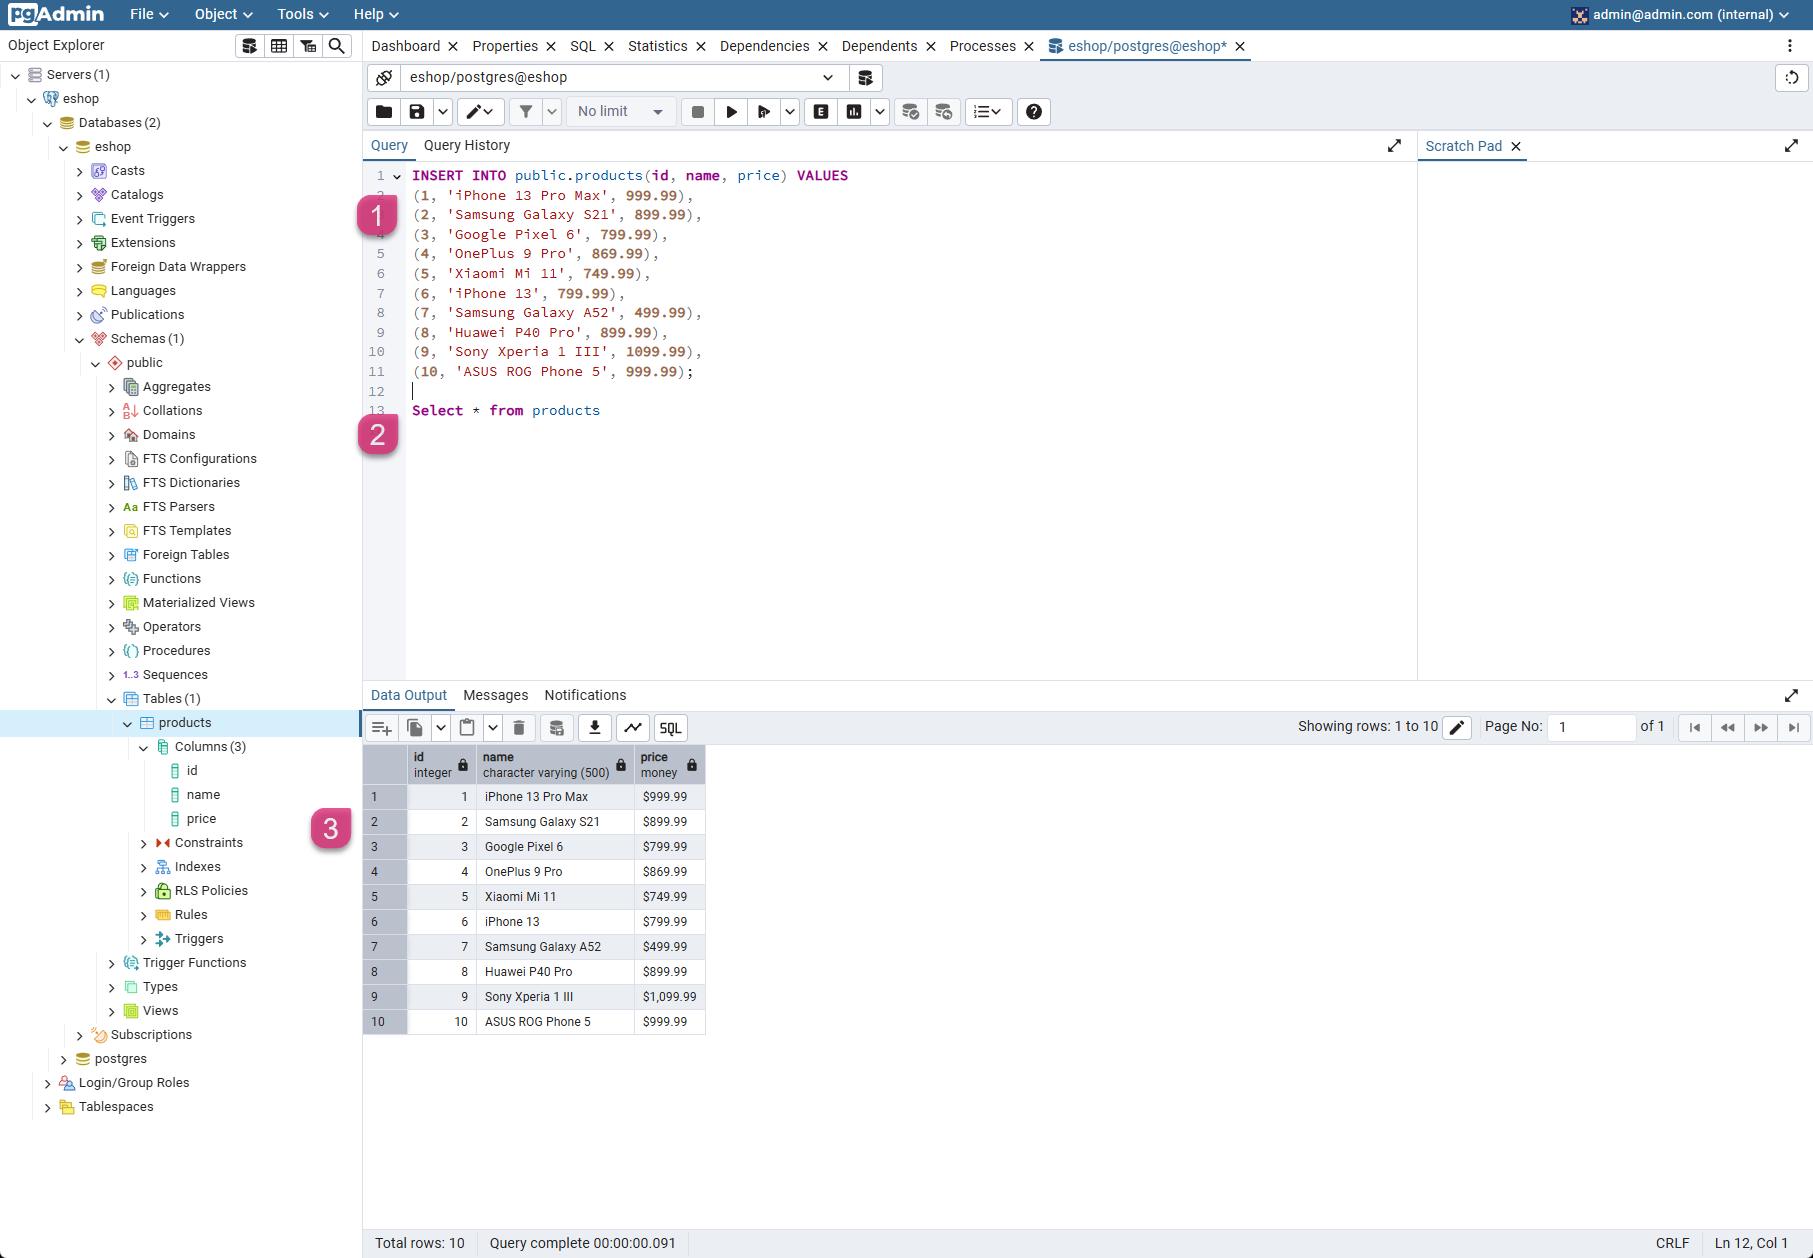 pgAdmin File Object Tools Help admin@admin.com (internal)
Object Explorer
Dashboard Properties SQL Statistics Dependencies Dependents Processes eshop/postgres@eshop*
Servers (1)
eshop
Databases (2)
eshop
Casts
Catalogs
Event Triggers
Extensions
Foreign Data Wrappers
Languages
Publications
Schemas (1)
public
Aggregates
Collations
Domains
FTS Configurations
FTS Dictionaries
Aa FTS Parsers
FTS Templates
Foreign Tables
Functions
Materialized Views
Operators
Procedures
1..3 Sequences
Tables (1)
products
Columns (3)
id
name
price
Constraints
Indexes
RLS Policies
Rules
Triggers
Trigger Functions
Types
Views
Subscriptions
postgres
Login/Group Roles
Tablespaces
eshop/postgres@eshop
No limit E
Query Query History
Scratch Pad
1 INSERT INTO public.products(id, name, price) VALUES
2 (1, 'iPhone 13 Pro Max', 999.99),
(2, 'Samsung Galaxy S21', 899.99),
4 (3, 'Google Pixel 6', 799.99),
5 (4, 'OnePlus 9 Pro', 869.99),
6 (5, 'Xiaomi Mi 11', 749.99),
7 (6, 'iPhone 13', 799.99),
8 (7, 'Samsung Galaxy A52', 499.99),
9 (8, 'Huawei P40 Pro', 899.99),
10 (9, 'Sony Xperia 1 III', 1099.99),
11 (10, 'ASUS ROG Phone 5', 999.99);
12
13 Select * from products
1
2
3
Data Output Messages Notifications
SQL Showing rows: 1 to 10 Page No: 1 of 1
id name price
integer character varying (500) money
1 1 iPhone 13 Pro Max $999.99
2 2 Samsung Galaxy S21 $899.99
3 3 Google Pixel 6 $799.99
4 4 OnePlus 9 Pro $869.99
5 5 Xiaomi Mi 11 $749.99
6 6 iPhone 13 $799.99
7 7 Samsung Galaxy A52 $499.99
8 8 Huawei P40 Pro $899.99
9 9 Sony Xperia 1 III $1,099.99
10 10 ASUS ROG Phone 5 $999.99
Total rows: 10 Query complete 00:00:00.091 CRLF Ln 12, Col 1